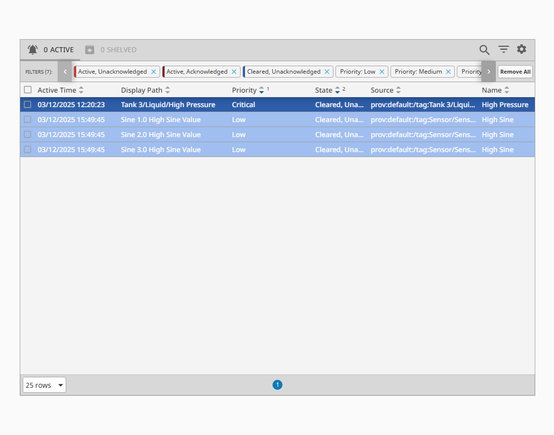 0 ACTIVE 0 SHELVED
FILTERS (7): Active, Unacknowledged Active, Acknowledged Cleared, Unacknowledged Priority: Low Priority: Medium Priority Remove All
Active Time Display Path Priority 1 State 2 Source Name
03/12/2025 12:20:23 Tank 3/Liquid/High Pressure Critical Cleared, Una... prov:default:/tag:Tank 3/Liqui... High Pressure
03/12/2025 15:49:45 Sine 1.0 High Sine Value Low Cleared, Una... prov:default:/tag:Sensor/Sens... High Sine
03/12/2025 15:49:45 Sine 2.0 High Sine Value Low Cleared, Una... prov:default:/tag:Sensor/Sens... High Sine
03/12/2025 15:49:45 Sine 3.0 High Sine Value Low Cleared, Una... prov:default:/tag:Sensor/Sens... High Sine
25 rows 1